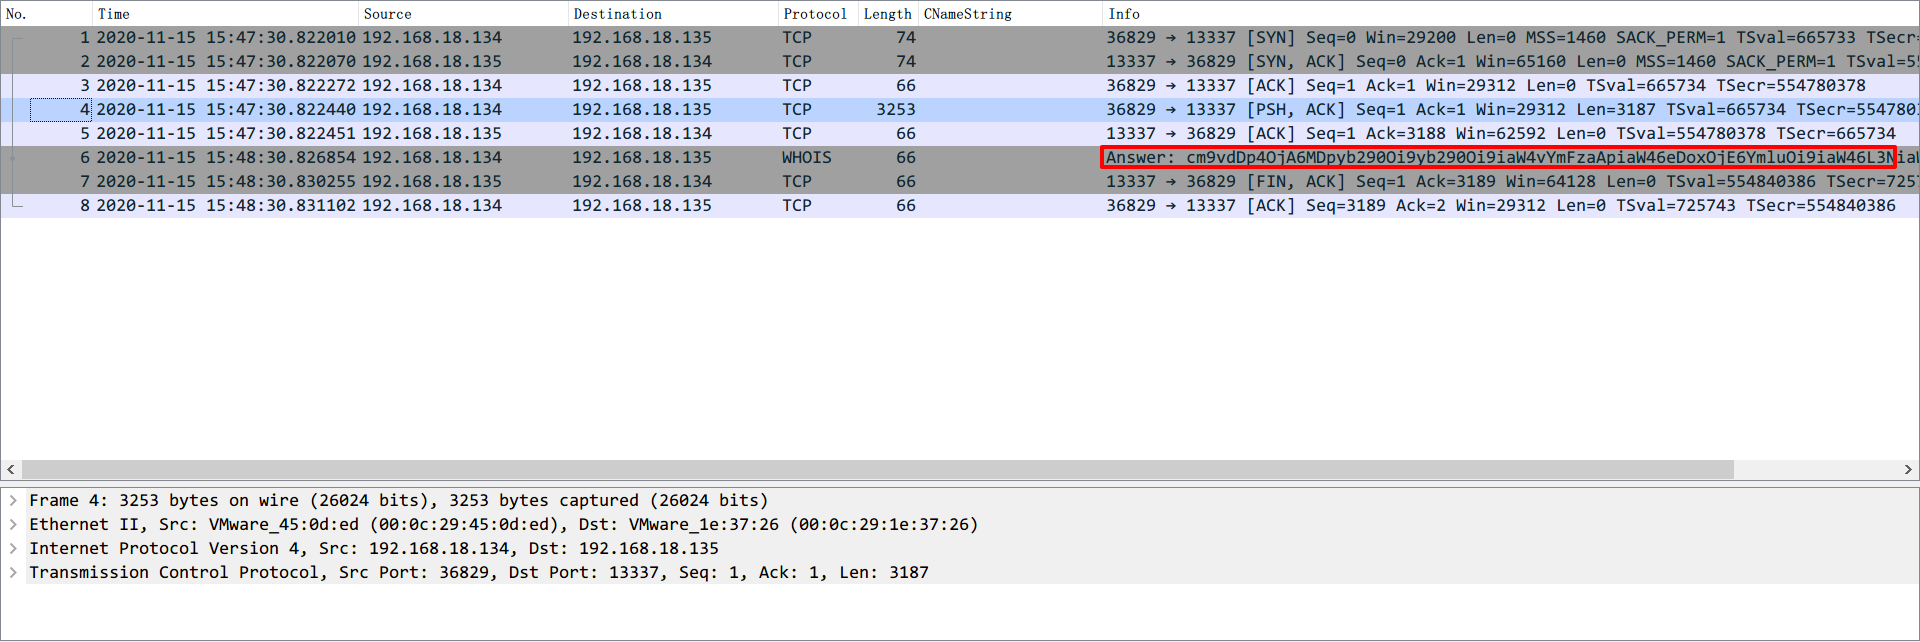 No. Time Source Destination Protocol Length CNameString Info
1 2020-11-15 15:47:30.822010 192.168.18.134 192.168.18.135 TCP 74 36829 → 13337 [SYN] Seq=0 Win=29200 Len=0 MSS=1460 SACK_PERM=1 TSval=665733 TSecr=
2 2020-11-15 15:47:30.822070 192.168.18.135 192.168.18.134 TCP 74 13337 → 36829 [SYN, ACK] Seq=0 Ack=1 Win=65160 Len=0 MSS=1460 SACK_PERM=1 TSval=55
3 2020-11-15 15:47:30.822272 192.168.18.134 192.168.18.135 TCP 66 36829 → 13337 [ACK] Seq=1 Ack=1 Win=29312 Len=0 TSval=665734 TSecr=554780378
4 2020-11-15 15:47:30.822440 192.168.18.134 192.168.18.135 TCP 3253 36829 → 13337 [PSH, ACK] Seq=1 Ack=1 Win=29312 Len=3187 TSval=665734 TSecr=5547803
5 2020-11-15 15:47:30.822451 192.168.18.135 192.168.18.134 TCP 66 13337 → 36829 [ACK] Seq=1 Ack=3188 Win=62592 Len=0 TSval=554780378 TSecr=665734
6 2020-11-15 15:48:30.826854 192.168.18.134 192.168.18.135 WHOIS 66 Answer: cm9vdDp4OjA6MDpyb290Oi9yb290Oi9iaW4vYmFzaApiaW46eDoxOjE6YmluOi9iaW46L3NiaW
7 2020-11-15 15:48:30.830255 192.168.18.135 192.168.18.134 TCP 66 13337 → 36829 [FIN, ACK] Seq=1 Ack=3189 Win=64128 Len=0 TSval=554840386 TSecr=7257
8 2020-11-15 15:48:30.831102 192.168.18.134 192.168.18.135 TCP 66 36829 → 13337 [ACK] Seq=3189 Ack=2 Win=29312 Len=0 TSval=725743 TSecr=554840386
Frame 4: 3253 bytes on wire (26024 bits), 3253 bytes captured (26024 bits)
Ethernet II, Src: VMware_45:0d:ed (00:0c:29:45:0d:ed), Dst: VMware_1e:37:26 (00:0c:29:1e:37:26)
Internet Protocol Version 4, Src: 192.168.18.134, Dst: 192.168.18.135
Transmission Control Protocol, Src Port: 36829, Dst Port: 13337, Seq: 1, Ack: 1, Len: 3187